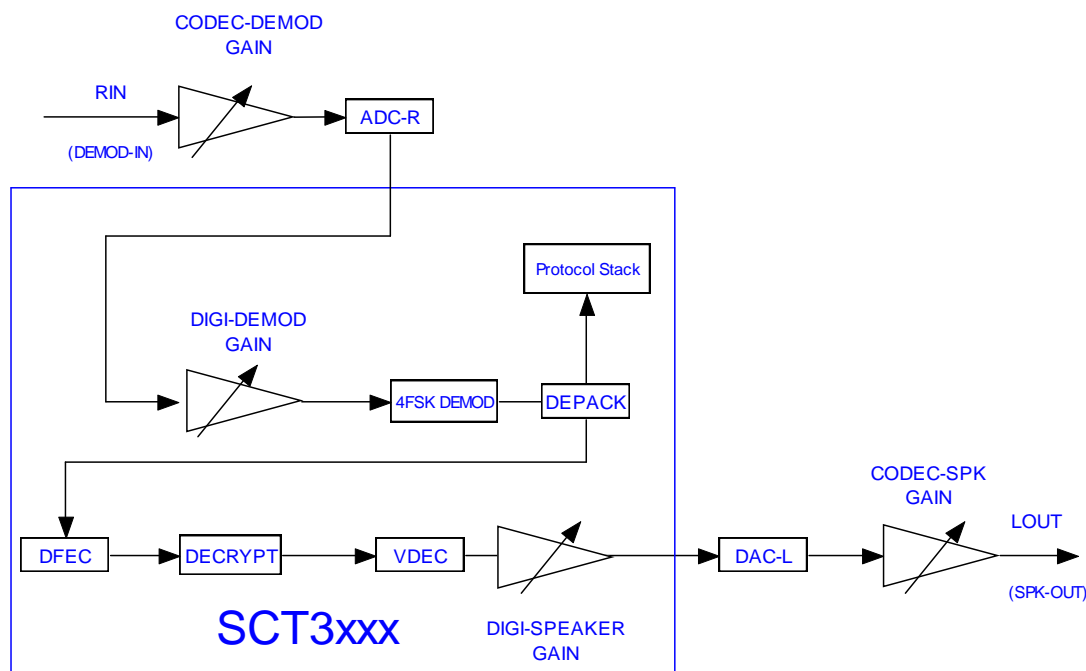 CODEC-DEMOD
GAIN
RIN
ADC-R
(DEMOD-IN)
Protocol Stack
DIGI-DEMOD
GAIN
4FSK DEMOD
DEPACK
CODEC-SPK
GAIN
LOUT
DFEC
DECRYPT
VDEC
DAC-L
(SPK-OUT)
SCT3xxx
DIGI-SPEAKER
GAIN